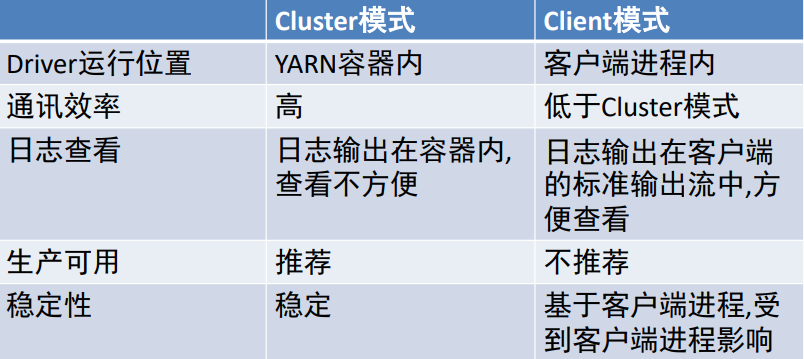 Cluster模式 Client模式
Driver运行位置 YARN容器内 客户端进程内
通讯效率 高 低于Cluster模式
日志查看 日志输出在容器内, 日志输出在客户端
查看不方便 的标准输出流中,方
便查看
生产可用 推荐 不推荐
稳定性 稳定 基于客户端进程,受
到客户端进程影响